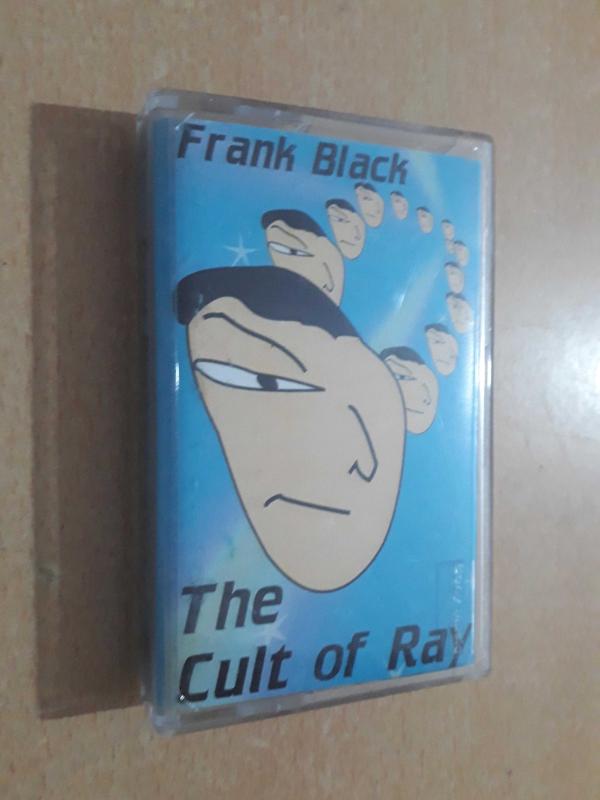 Frank Black
The
Cult of Ray